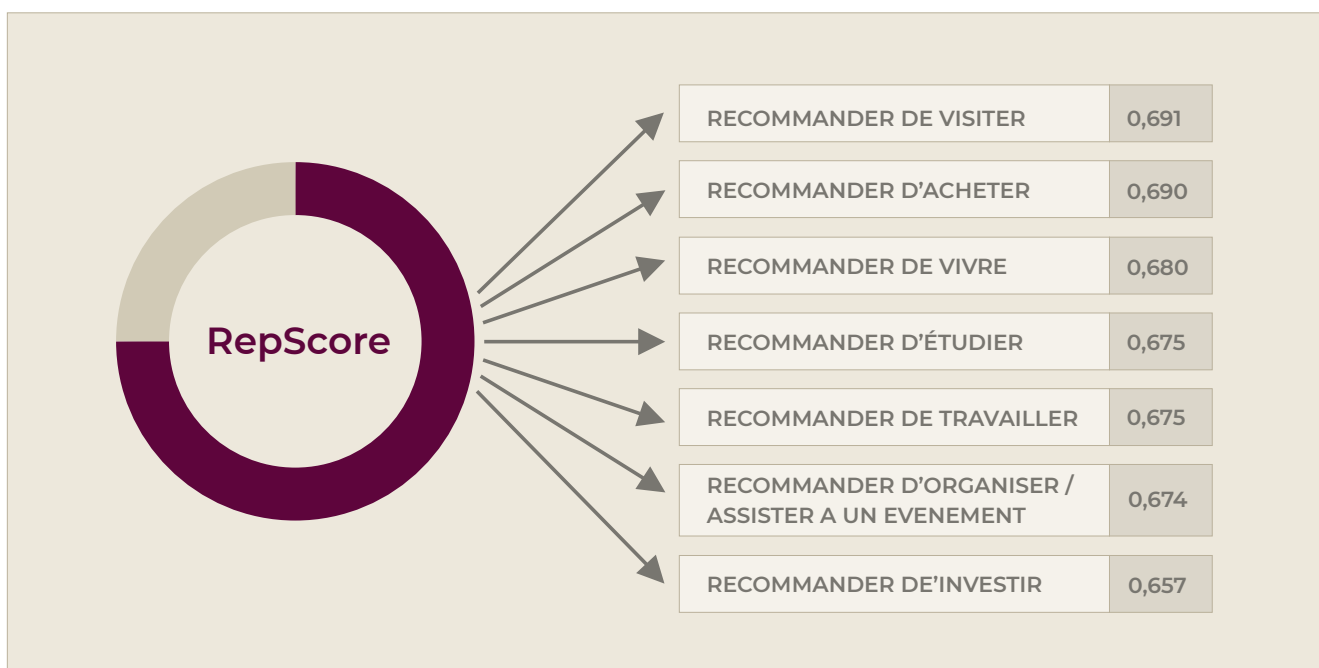 RepScore
RECOMMANDER DE VISITER 0,691
RECOMMANDER D’ACHETER 0,690
RECOMMANDER DE VIVRE 0,680
RECOMMANDER D’ÉTUDIER 0,675
RECOMMANDER DE TRAVAILLER 0,675
RECOMMANDER D’ORGANISER /
ASSISTER A UN EVENEMENT 0,674
RECOMMANDER DE’INVESTIR 0,657